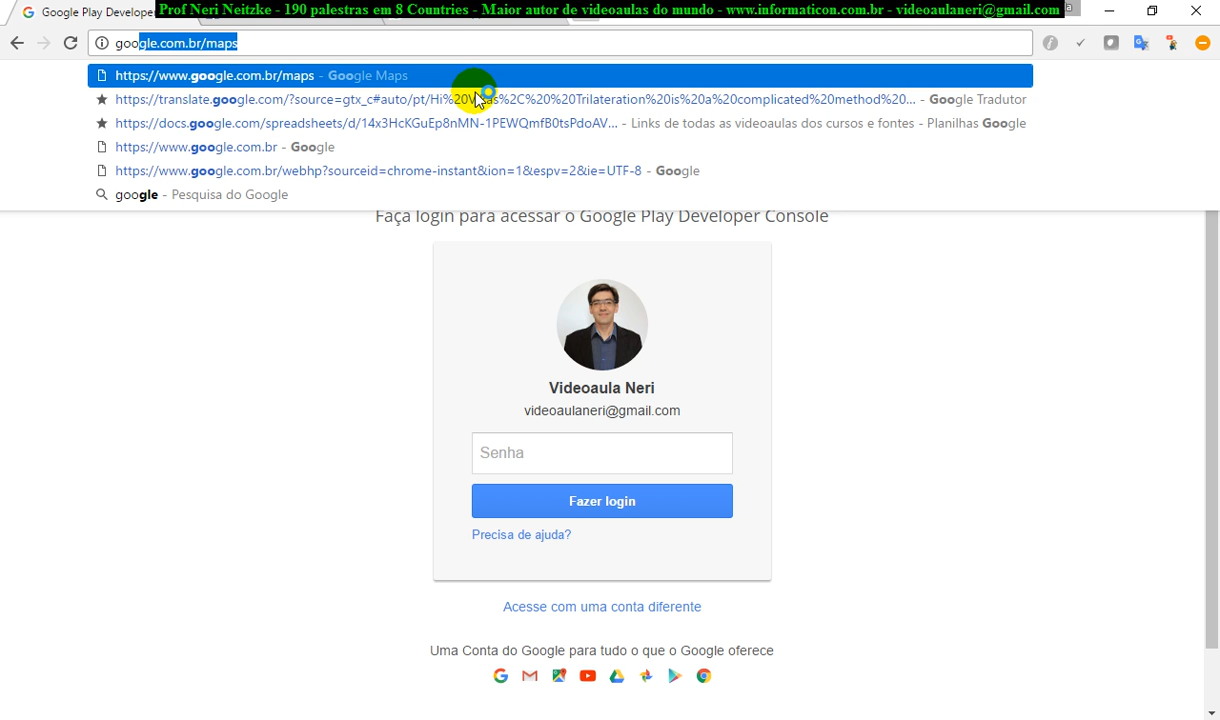 Google Play Develope
Prof Neri Neitzke - 190 palestras em 8 Countries - Maior autor de videoaulas do mundo - www.informaticon.com.br - videoaulaneri@gmail.com
google.com.br/maps
https://www.google.com.br/maps - Google Maps
https://translate.google.com/?source=gtx_c#auto/pt/Hi%20V as%2C%20%20Trilateration%20is%20a%20complicated%20method%20... - Google Tradutor
https://docs.google.com/spreadsheets/d/14x3HcKGuEp8nMN-1PEWQmfB0tsPdoAV... - Links de todas as videoaulas dos cursos e fontes - Planilhas Google
https://www.google.com.br - Google
https://www.google.com.br/webhp?sourceid=chrome-instant&ion=1&espv=2&ie=UTF-8 - Google
google - Pesquisa do Google
Faça login para acessar o Google Play Developer Console
Videoaula Neri
videoaulaneri@gmail.com
Senha
Fazer login
Precisa de ajuda?
Acesse com uma conta diferente
Uma Conta do Google para tudo o que o Google oferece